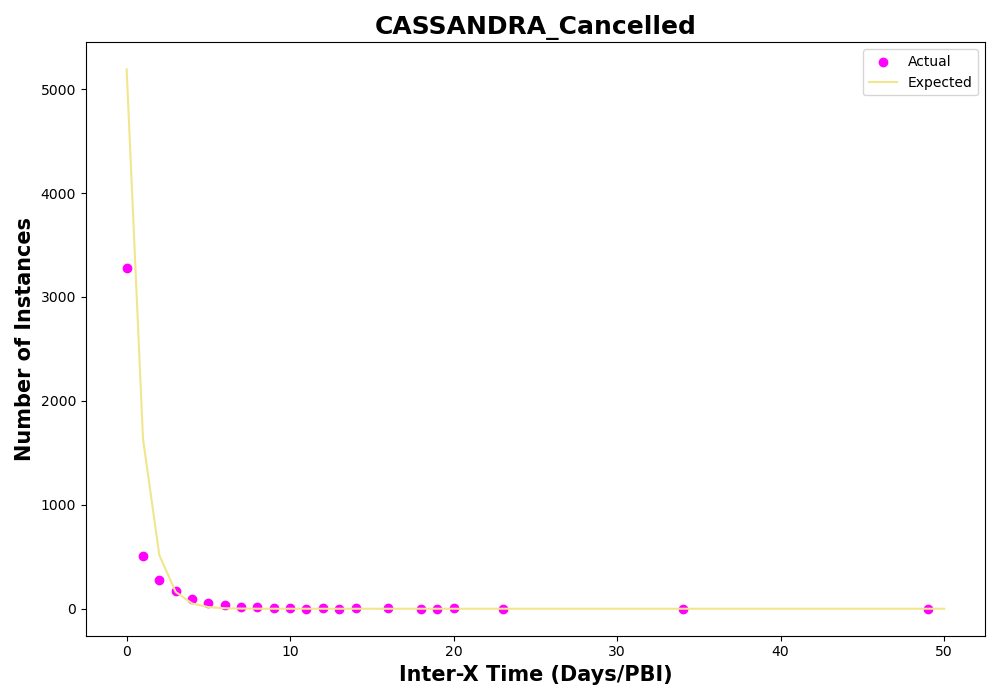 CASSANDRA_Cancelled
Actual
Expected
Number of Instances
5000
4000
3000
2000
1000
0
0 10 20 30 40 50
Inter-X Time (Days/PBI)